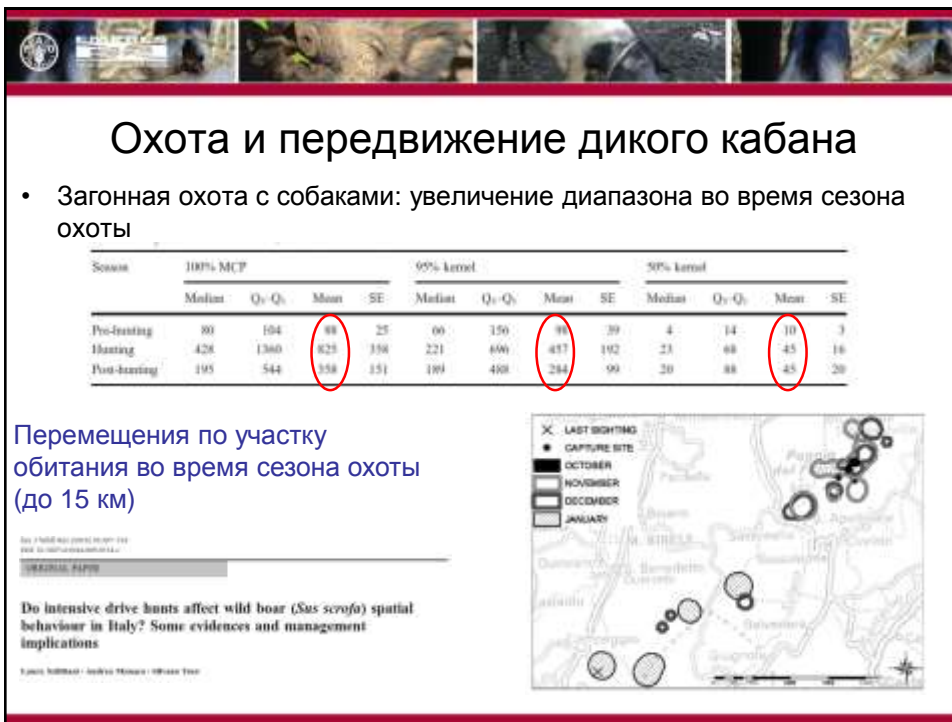 Охота и передвижение дикого кабана
• Загонная охота с собаками: увеличение диапазона во время сезона
охоты
Season 100% MCP 95% kernel 50% kernel
Median Mean SE Median Mean SE Median Mean SE
Pre-hunting 80 104 88 25 66 156 98 39 4 14 10 3
Hunting 428 1360 825 358 221 696 457 192 23 68 45 16
Post-hunting 195 544 358 151 189 488 284 99 20 88 45 20
Перемещения по участку
обитания во время сезона охоты
(до 15 км)
ORIGINAL PAPER
Do intensive drive hunts affect wild boar (Sus scrofa) spatial
behaviour in Italy? Some evidences and management
implications
LAST SIGHTING
CAPTURE SITE
OCTOBER
NOVEMBER
DECEMBER
JANUARY